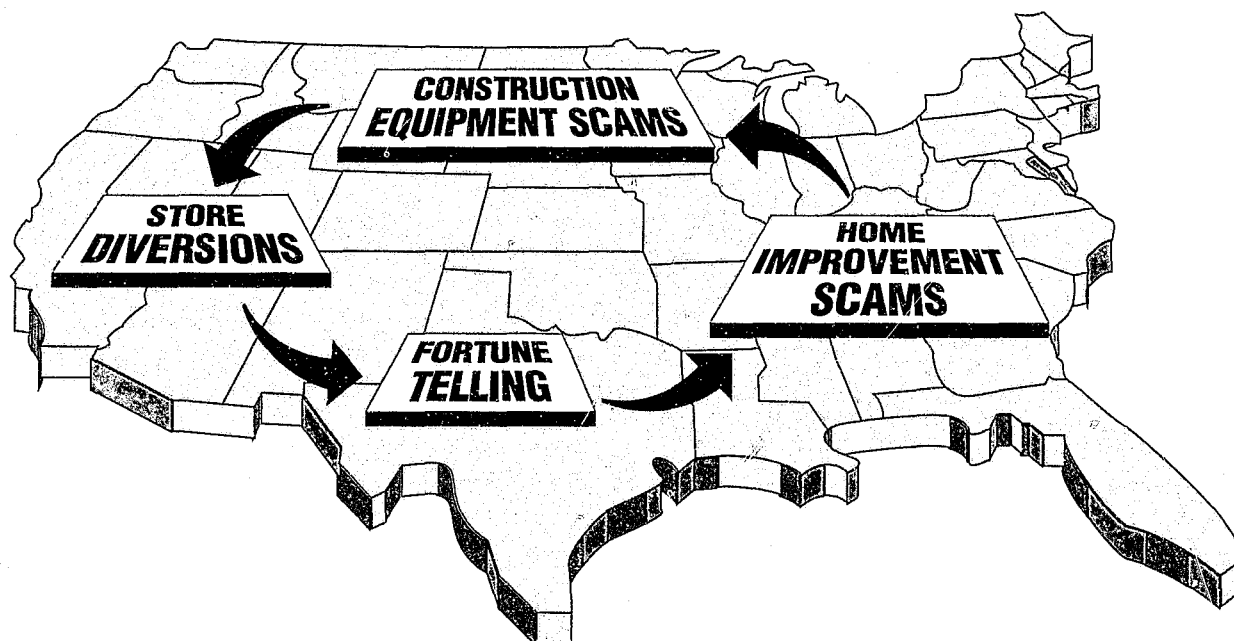 CONSTRUCTION
EQUIPMENT SCAMS
STORE
DIVERSIONS
HOME
IMPROVEMENT
SCAMS
FORTUNE
TELLING